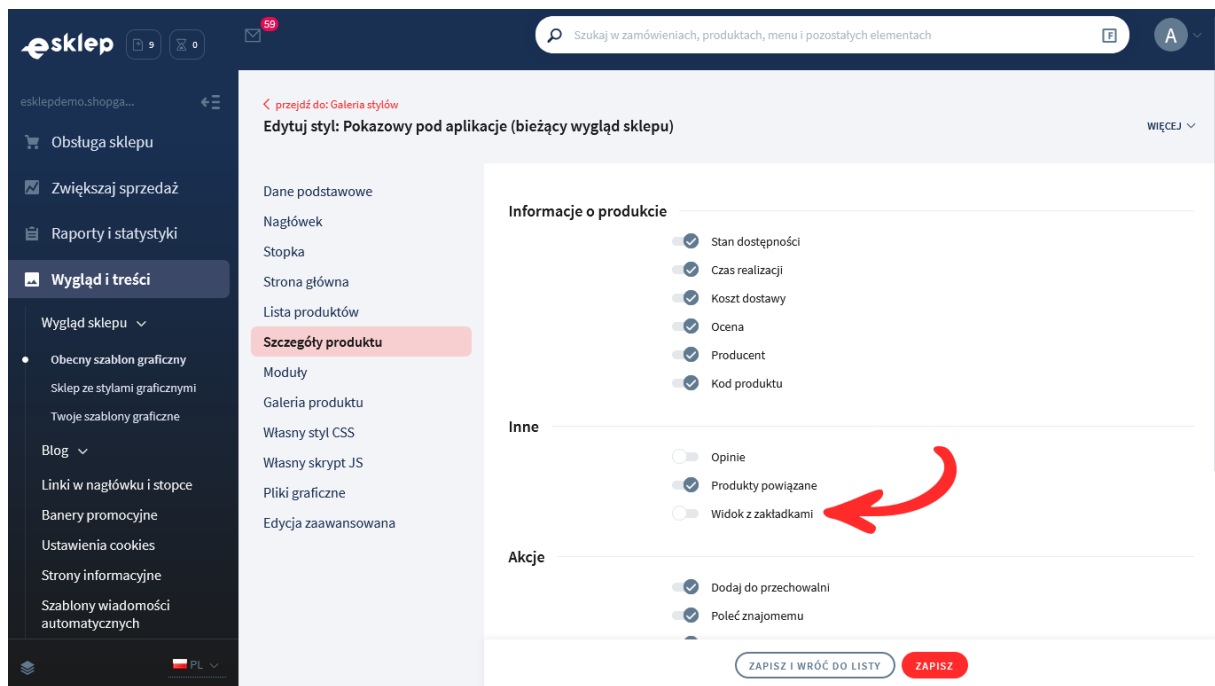 esklep
9
0
59
Szukaj w zamówieniach, produktach, menu i pozostałych elementach
F
A
esklepdemo.shopga...
Obsługa sklepu
Zwiększaj sprzedaż
Raporty i statystyki
Wygląd i treści
Wygląd sklepu
Obecny szablon graficzny
Sklep ze stylami graficznymi
Twoje szablony graficzne
Blog
Linki w nagłówku i stopce
Banery promocyjne
Ustawienia cookies
Strony informacyjne
Szablony wiadomości
automatycznych
PL
przejdź do: Galeria stylów
Edytuj styl: Pokazowy pod aplikacje (bieżący wygląd sklepu)
WIĘCEJ
Dane podstawowe
Nagłówek
Stopka
Strona główna
Lista produktów
Szczegóły produktu
Moduły
Galeria produktu
Własny styl CSS
Własny skrypt JS
Pliki graficzne
Edycja zaawansowana
Informacje o produkcie
Stan dostępności
Czas realizacji
Koszt dostawy
Ocena
Producent
Kod produktu
Inne
Opinie
Produkty powiązane
Widok z zakładkami
Akcje
Dodaj do przechowalni
Poleć znajomemu
ZAPISZ I WRÓĆ DO LISTY
ZAPISZ